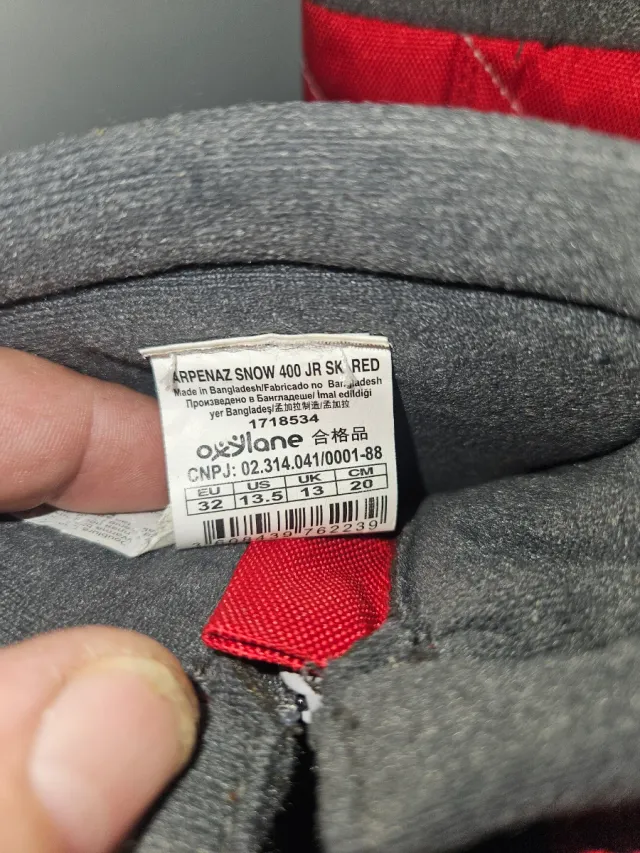 ARPENAZ SNOW 400 JR SK RED
Made in Bangladesh/Fabricado no Bangladesh
Произведено в Бангладеше/ İmal edildiği
yer Bangladeş/孟加拉制造/孟加拉
1718534
oxylane 合格品
CNPJ: 02.314.041/0001-88
EU US UK CM
32 13.5 13 20
762239